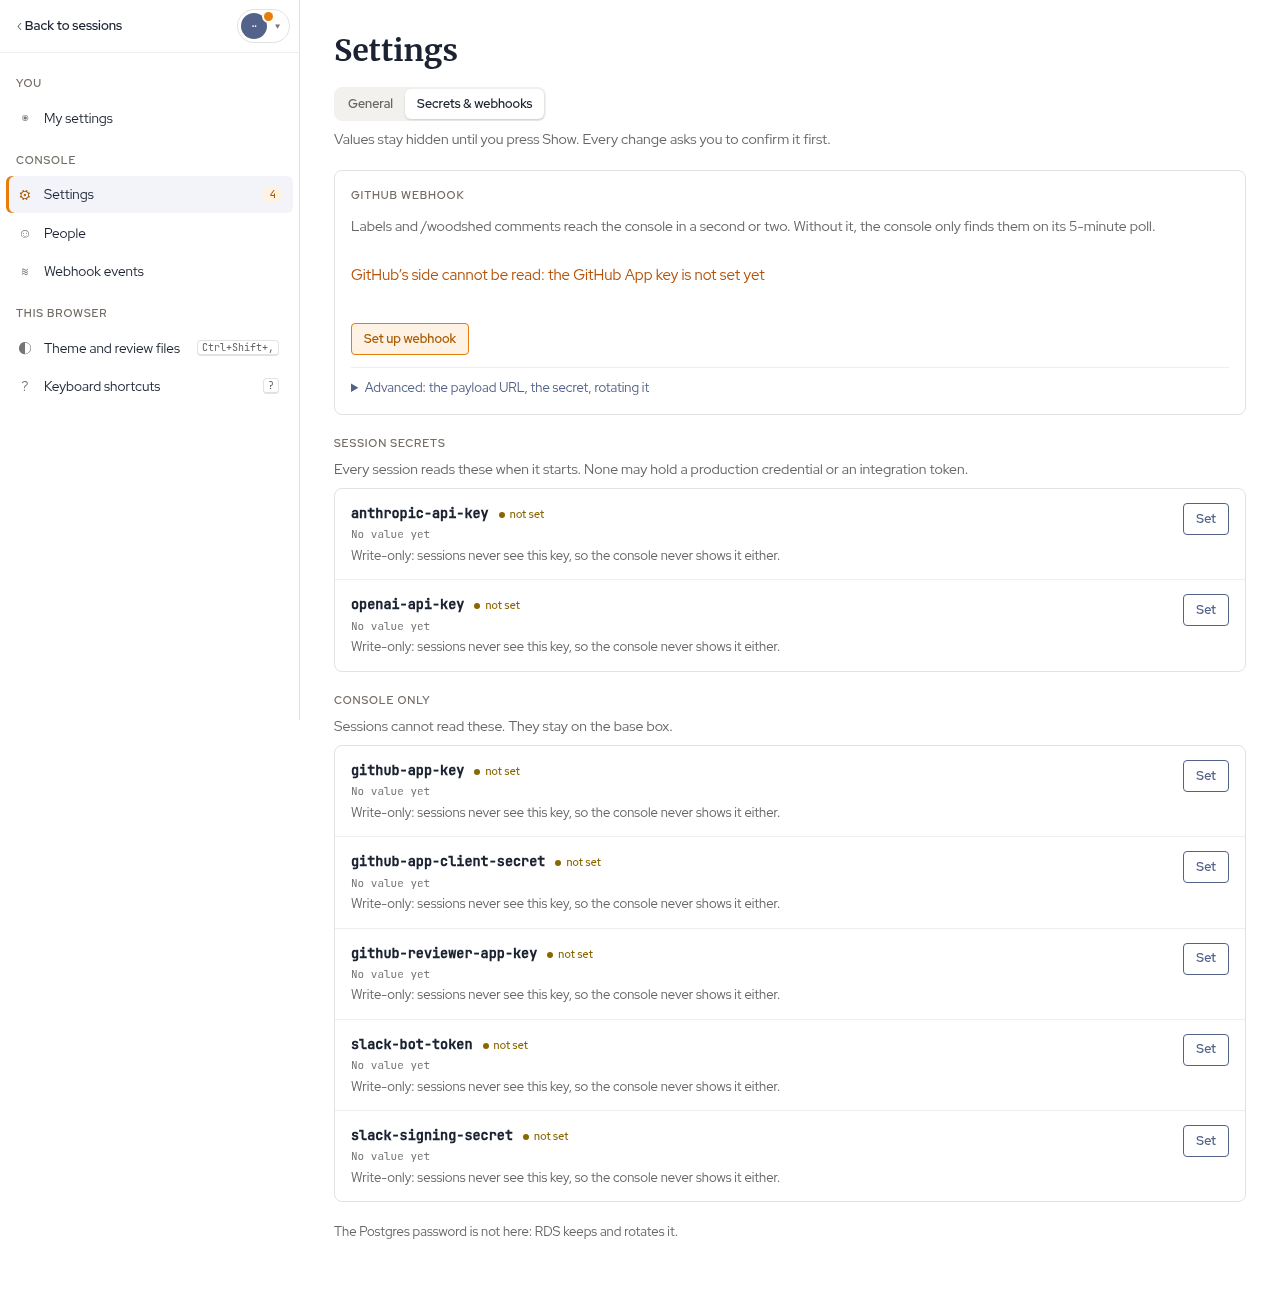 ‹ Back to sessions
YOU
My settings
CONSOLE
Settings 4
People
Webhook events
THIS BROWSER
Theme and review files Ctrl+Shift+,
? Keyboard shortcuts ?
Settings
General Secrets & webhooks
Values stay hidden until you press Show. Every change asks you to confirm it first.
GITHUB WEBHOOK
Labels and /woodshed comments reach the console in a second or two. Without it, the console only finds them on its 5-minute poll.
GitHub's side cannot be read: the GitHub App key is not set yet
Set up webhook
Advanced: the payload URL, the secret, rotating it
SESSION SECRETS
Every session reads these when it starts. None may hold a production credential or an integration token.
anthropic-api-key not set Set
No value yet
Write-only: sessions never see this key, so the console never shows it either.
openai-api-key not set Set
No value yet
Write-only: sessions never see this key, so the console never shows it either.
CONSOLE ONLY
Sessions cannot read these. They stay on the base box.
github-app-key not set Set
No value yet
Write-only: sessions never see this key, so the console never shows it either.
github-app-client-secret not set Set
No value yet
Write-only: sessions never see this key, so the console never shows it either.
github-reviewer-app-key not set Set
No value yet
Write-only: sessions never see this key, so the console never shows it either.
slack-bot-token not set Set
No value yet
Write-only: sessions never see this key, so the console never shows it either.
slack-signing-secret not set Set
No value yet
Write-only: sessions never see this key, so the console never shows it either.
The Postgres password is not here: RDS keeps and rotates it.